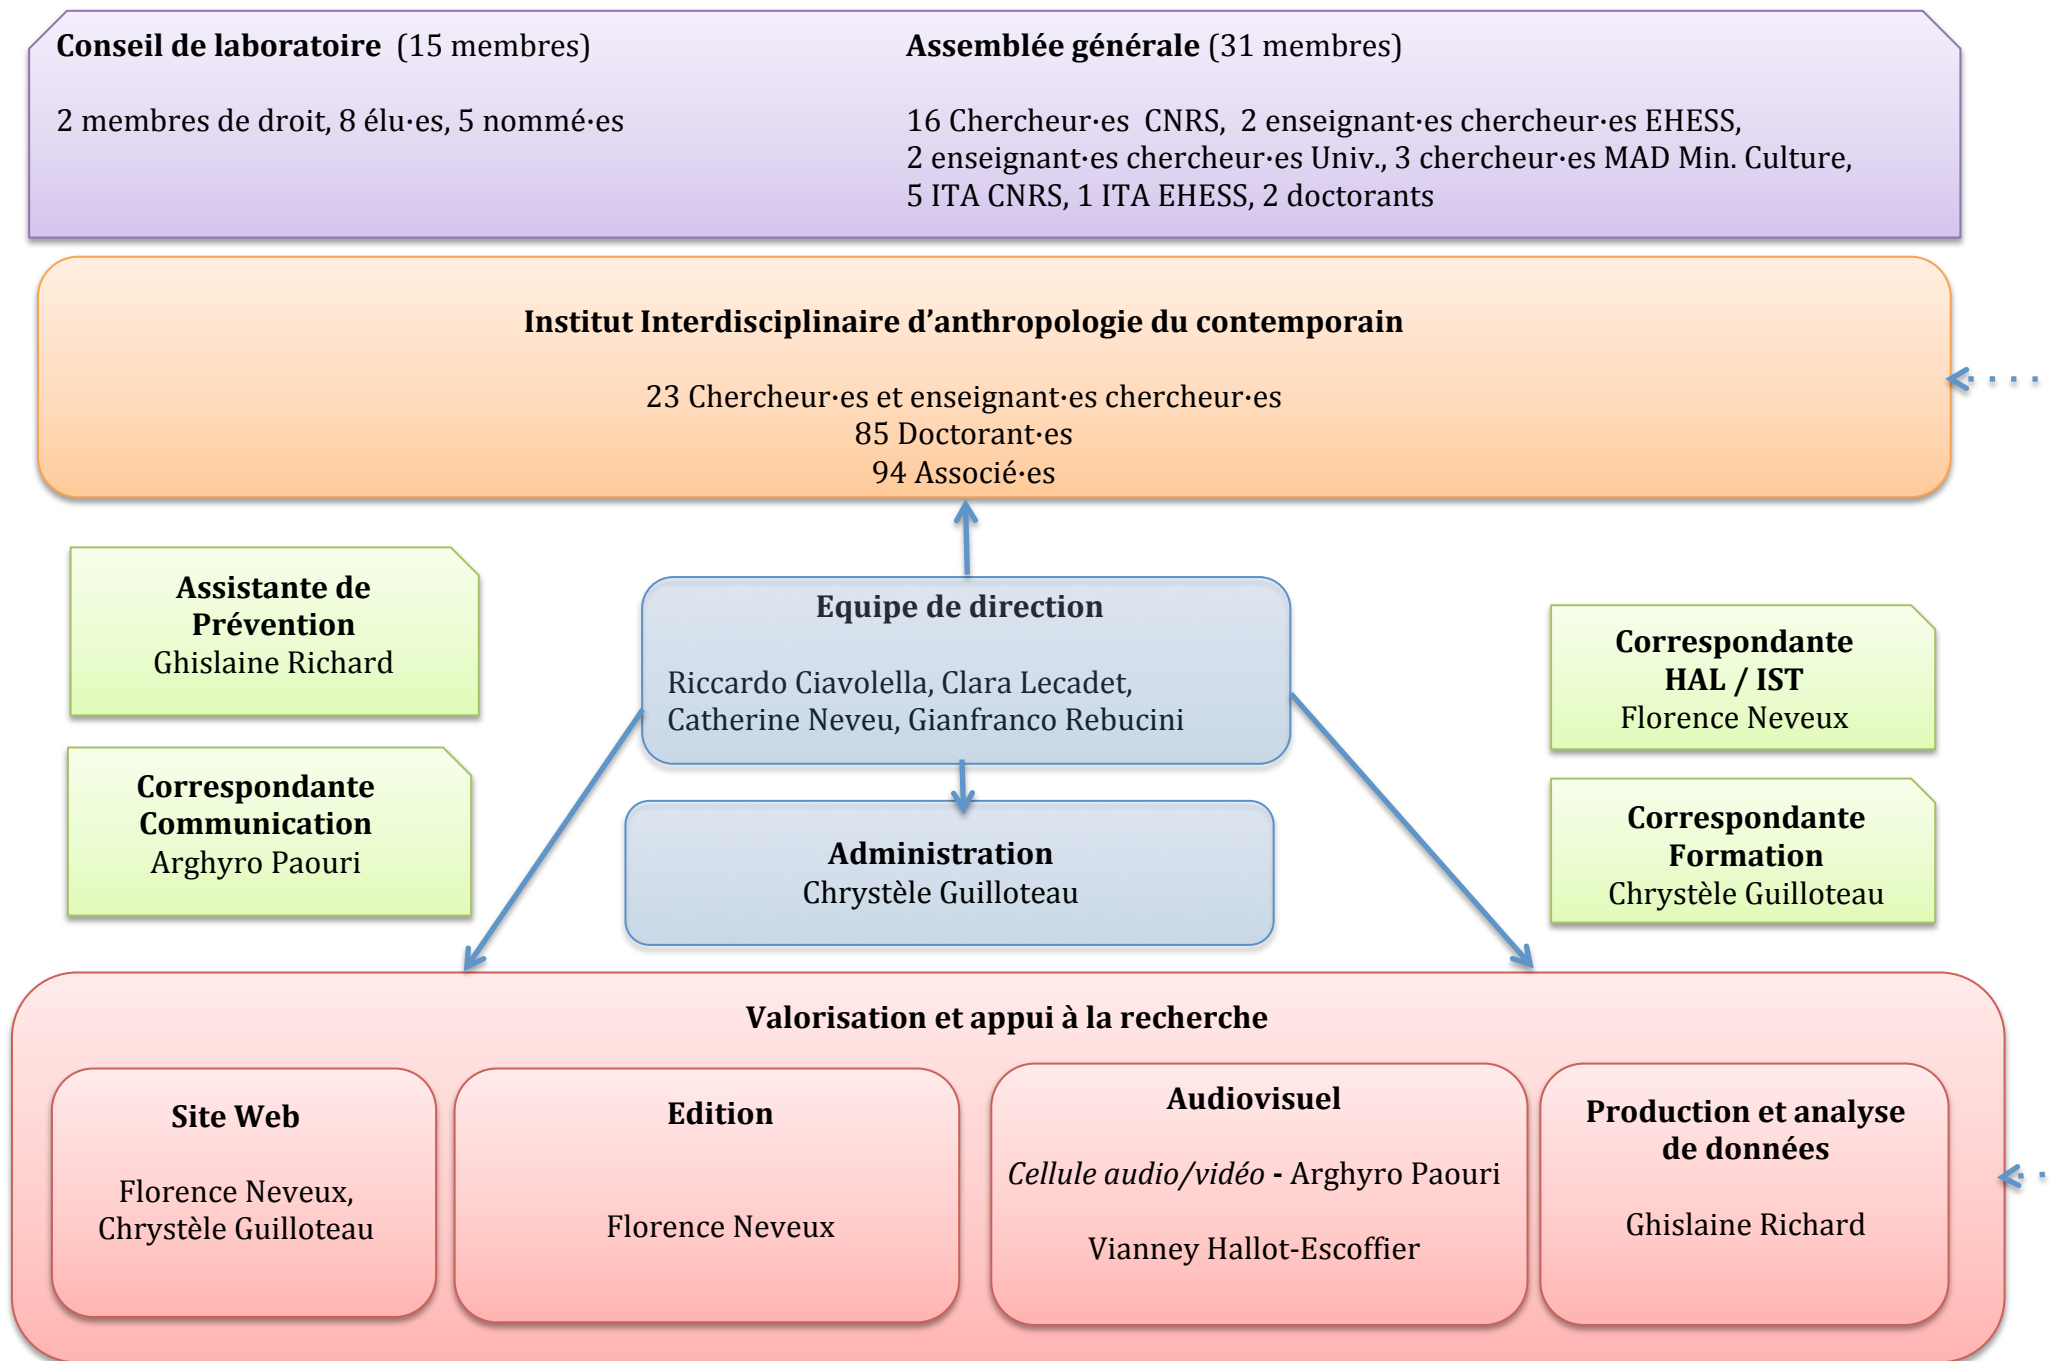 Conseil de laboratoire (15 membres)
2 membres de droit, 8 élu·es, 5 nommé·es
Assemblée générale (31 membres)
16 Chercheur·es CNRS, 2 enseignant·es chercheur·es EHESS,
2 enseignant·es chercheur·es Univ., 3 chercheur·es MAD Min. Culture,
5 ITA CNRS, 1 ITA EHESS, 2 doctorants
Institut Interdisciplinaire d’anthropologie du contemporain
23 Chercheur·es et enseignant·es chercheur·es
85 Doctorant·es
94 Associé·es
Assistante de
Prévention
Ghislaine Richard
Correspondante
Communication
Arghyro Paouri
Equipe de direction
Riccardo Ciavolella, Clara Lecadet,
Catherine Neveu, Gianfranco Rebucini
Administration
Chrystèle Guilloteau
Correspondante
HAL / IST
Florence Neveux
Correspondante
Formation
Chrystèle Guilloteau
Valorisation et appui à la recherche
Site Web
Florence Neveux,
Chrystèle Guilloteau
Edition
Florence Neveux
Audiovisuel
Cellule audio/vidéo - Arghyro Paouri
Vianney Hallot-Escoffier
Production et analyse
de données
Ghislaine Richard